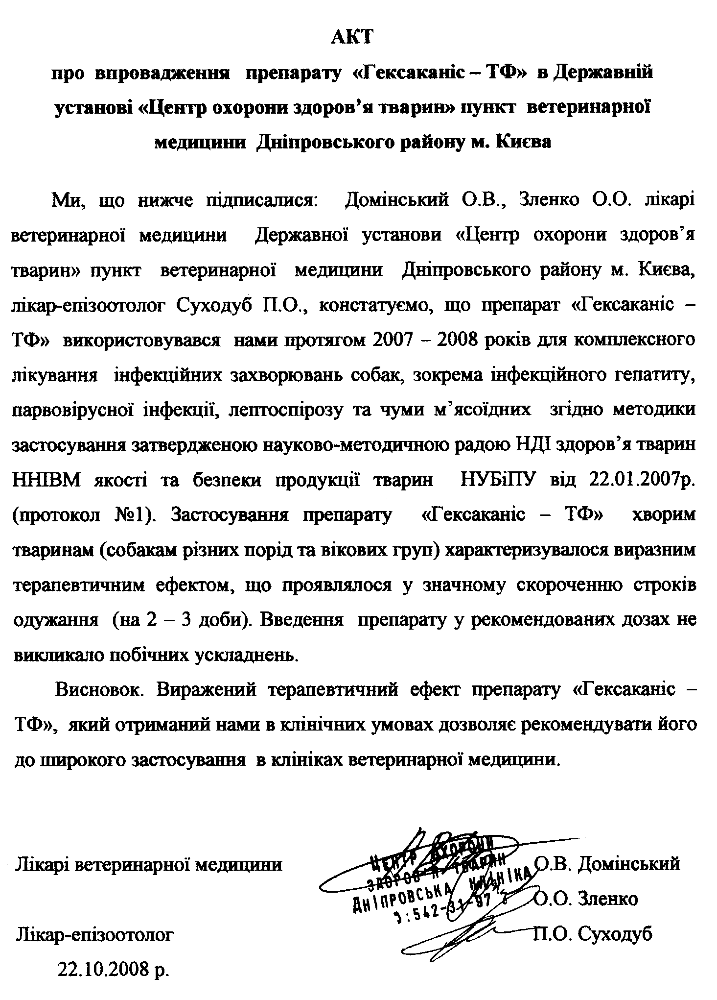 АКТ
про впровадження препарату «Гексаканіс – ТФ» в Державній
установі «Центр охорони здоров’я тварин» пункт ветеринарної
медицини Дніпровського району м. Києва
Ми, що нижче підписалися: Домінський О.В., Зленко О.О. лікарі
ветеринарної медицини Державної установи «Центр охорони здоров’я
тварин» пункт ветеринарної медицини Дніпровського району м. Києва,
лікар-епізоотолог Суходуб П.О., констатуємо, що препарат «Гексаканіс –
ТФ» використовувався нами протягом 2007 – 2008 років для комплексного
лікування інфекційних захворювань собак, зокрема інфекційного гепатиту,
парвовірусної інфекції, лептоспірозу та чуми м’ясоїдних згідно методики
застосування затвердженою науково-методичною радою НДІ здоров’я тварин
ННІВМ якості та безпеки продукції тварин НУБіПУ від 22.01.2007р.
(протокол №1). Застосування препарату «Гексаканіс – ТФ» хворим
тваринам (собакам різних порід та вікових груп) характеризувалося виразним
терапевтичним ефектом, що проявлялося у значному скороченню строків
одужання (на 2 – 3 доби). Введення препарату у рекомендованих дозах не
викликало побічних ускладнень.
Висновок. Виражений терапевтичний ефект препарату «Гексаканіс –
ТФ», який отриманий нами в клінічних умовах дозволяє рекомендувати його
до широкого застосування в клініках ветеринарної медицини.
Лікарі ветеринарної медицини
О.В. Домінський
ЦЕНТР ОХОРОНИ
ЗДОРОВ'Я ТВАРИН
ДНІПРОВСЬКА КЛІНІКА
:542-31-97
О.О. Зленко
Лікар-епізоотолог
П.О. Суходуб
22.10.2008 р.